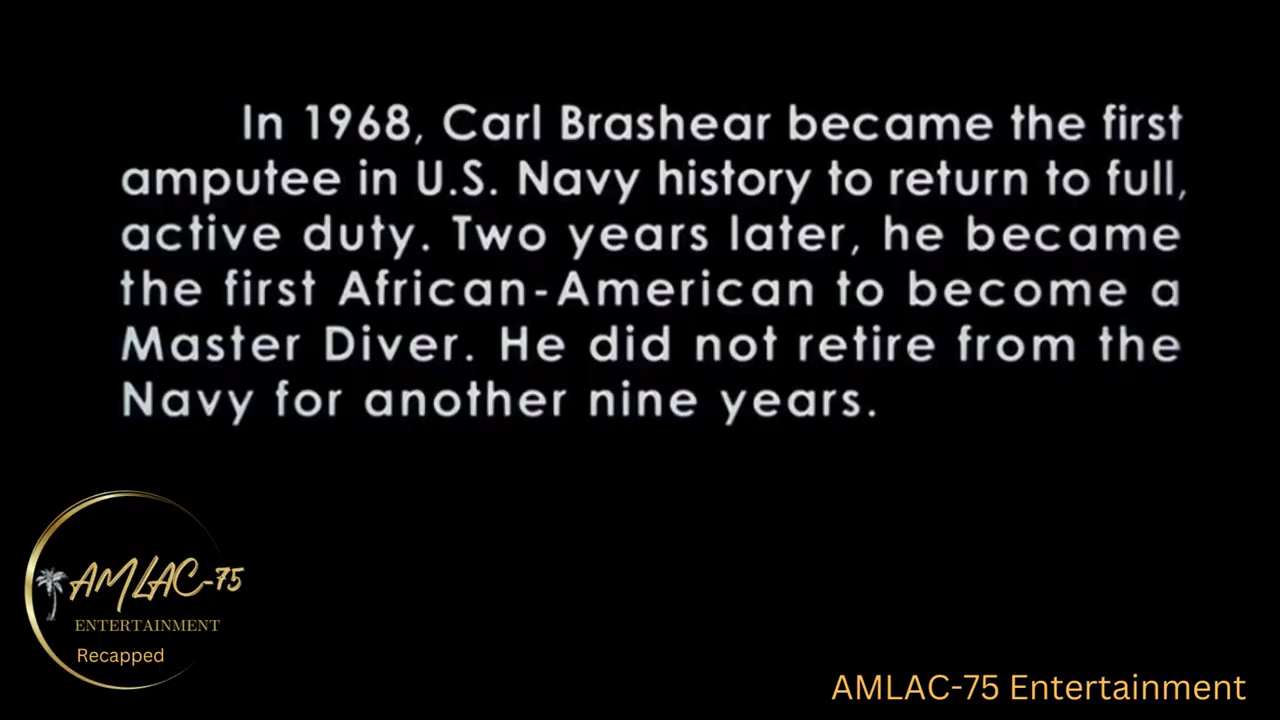 In 1968, Carl Brashear became the first
amputee in U.S. Navy history to return to full,
active duty. Two years later, he became
the first African-American to become a
Master Diver. He did not retire from the
Navy for another nine years.
AMLAC-75
ENTERTAINMENT
Recapped
AMLAC-75 Entertainment